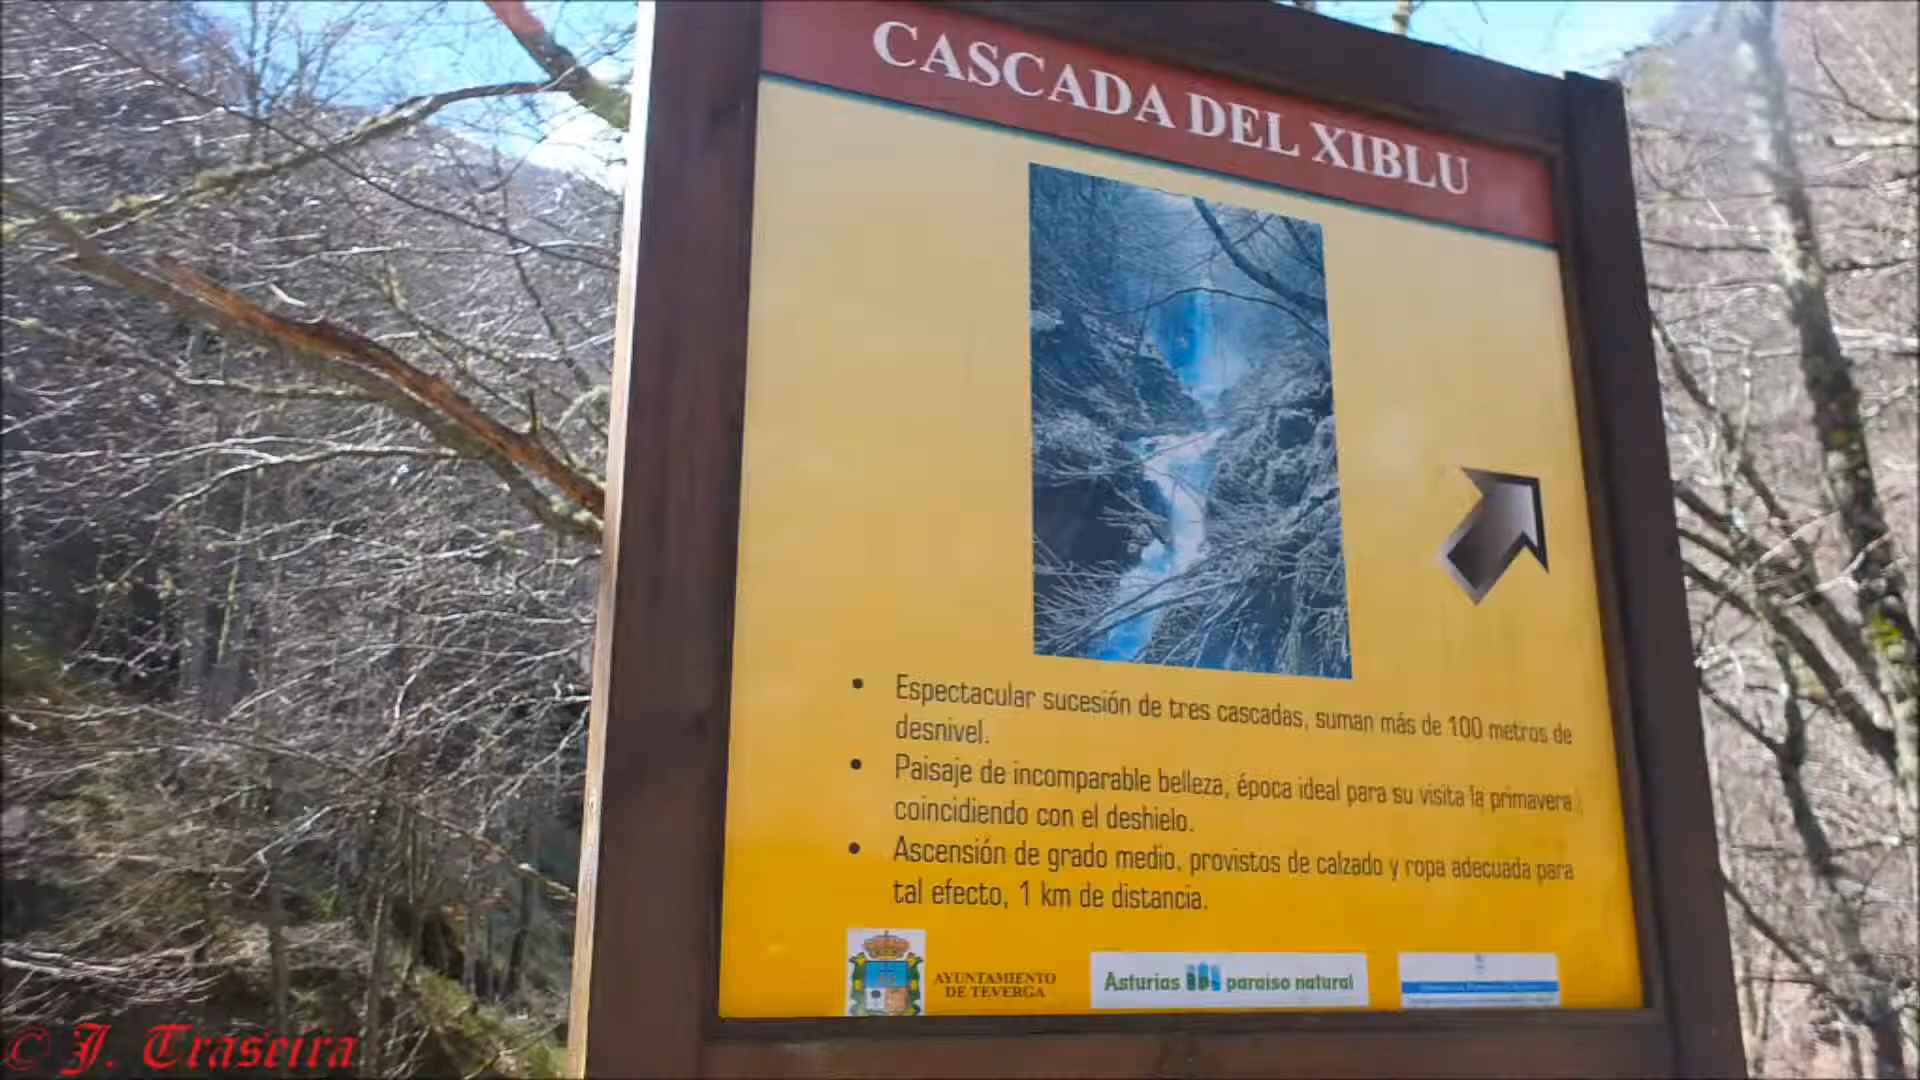 CASCADA DEL XIBLU
• Espectacular sucesión de tres cascadas, suman más de 100 metros de
desnivel.
• Paisaje de incomparable belleza, época ideal para su visita la primavera
coincidiendo con el deshielo.
• Ascensión de grado medio, provistos de calzado y ropa adecuada para
tal efecto, 1 km de distancia.
AYUNTAMIENTO
DE TEVERGA
Asturias paraiso natural
© J. Traseira